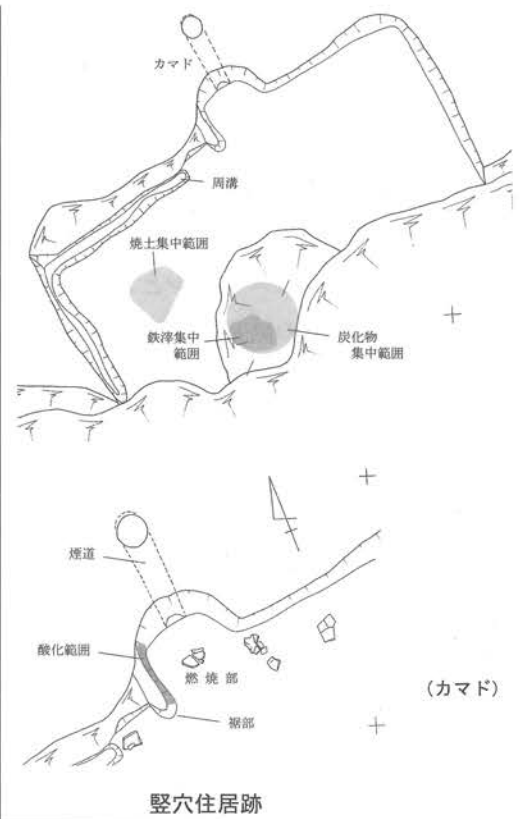 カマド
周溝
焼土集中範囲
鉄滓集中
範囲
炭化物
集中範囲
煙道
酸化範囲
燃焼部
裾部
(カマド)
竪穴住居跡